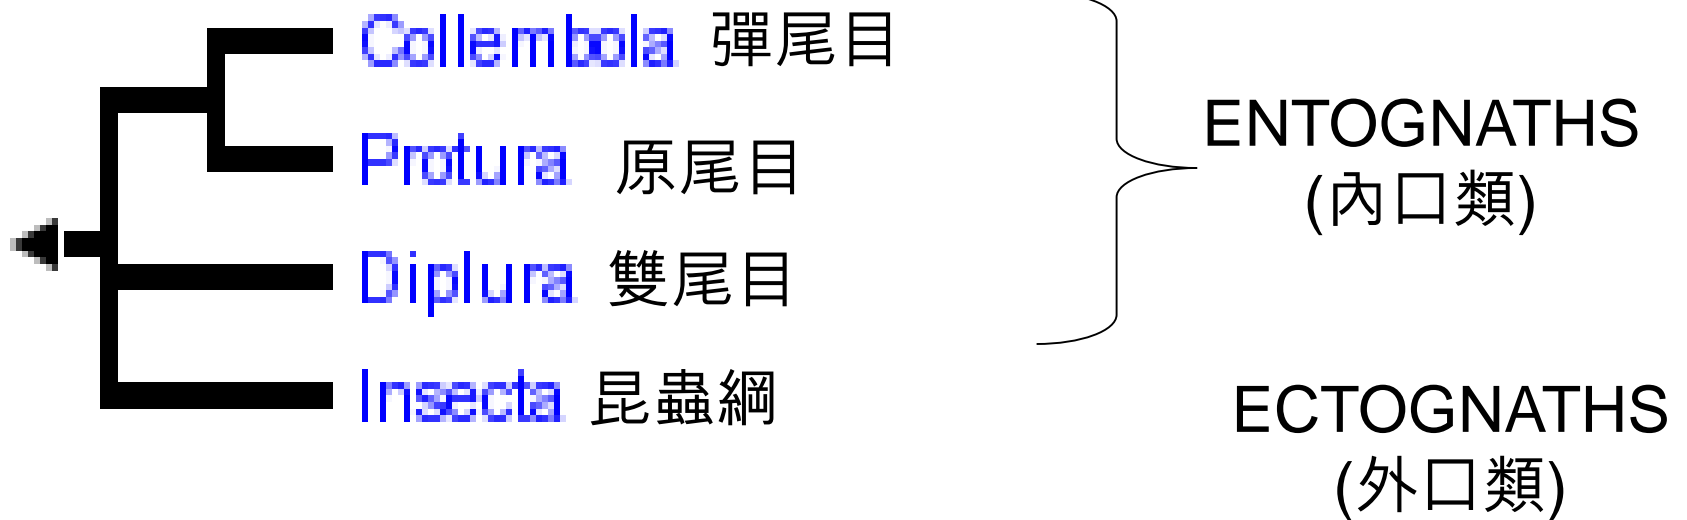 Collembola 彈尾目
Protura 原尾目
Diplura 雙尾目
Insecta 昆蟲綱
ENTOGNATHS
(內口類)
ECTOGNATHS
(外口類)